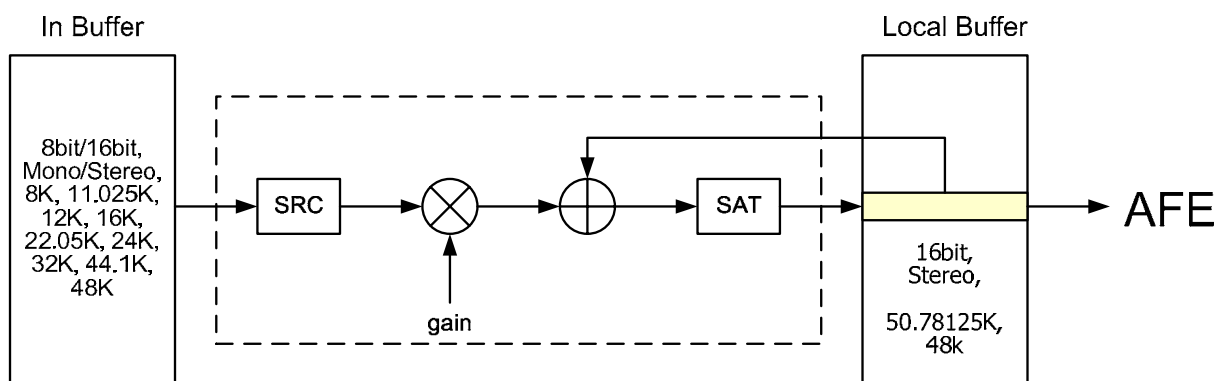 In Buffer
Local Buffer
8bit/16bit,
Mono/Stereo,
8K, 11.025K,
12K, 16K,
22.05K, 24K,
32K, 44.1K,
48K
SRC
SAT
gain
16bit,
Stereo,
50.78125K,
48k
AFE